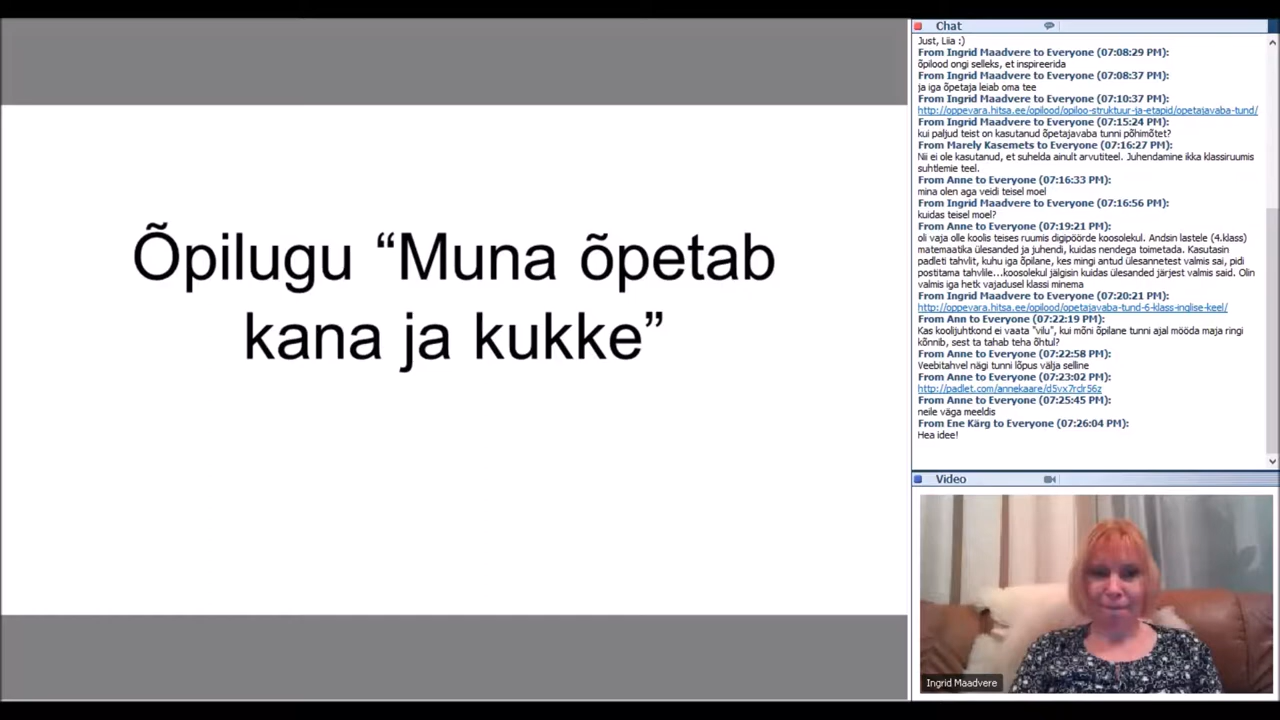 Õpilugu “Muna õpetab
kana ja kukke”
Chat
Just, Liia :)
From Ingrid Maadvere to Everyone (07:08:29 PM):
õpilood ongi selleks, et inspireerida
From Ingrid Maadvere to Everyone (07:08:37 PM):
ja iga õpetaja leiab oma tee
From Ingrid Maadvere to Everyone (07:10:37 PM):
http://oppevara.hitsa.ee/opilood/opiloo-struktuur-ja-etapid/opetajavaba-tund/
From Ingrid Maadvere to Everyone (07:15:24 PM):
kui paljud teist on kasutanud õpetajavaba tunni põhimõtet?
From Marely Kasemets to Everyone (07:16:27 PM):
Nii ei ole kasutanud, et suhelda ainult arvutiteel. Juhendamine ikka klassiruumis
suhtlemie teel.
From Anne to Everyone (07:16:33 PM):
mina olen aga veidi teisel moel
From Ingrid Maadvere to Everyone (07:16:56 PM):
kuidas teisel moel?
From Anne to Everyone (07:19:21 PM):
oli vaja olle koolis teises ruumis digipöörde koosolekul. Andsin lastele (4.klass)
matemaatika ülesanded ja juhendi, kuidas nendega toimetada. Kasutasin
padleti tahvlit, kuhu iga õpilane, kes mingi antud ülesannetest valmis sai, pidi
postitama tahvlile...koosolekul jälgisin kuidas ülesanded järjest valmis said. Olin
valmis iga hetk vajadusel klassi minema
From Ingrid Maadvere to Everyone (07:20:21 PM):
http://oppevara.hitsa.ee/opilood/opetajavaba-tund-6-klass-inglise-keel/
From Ann to Everyone (07:22:19 PM):
Kas koolijuhtkond ei vaata "vilu", kui mõni õpilane tunni ajal mööda maja ringi
kõnnib, sest ta tahab teha õhtul?
From Anne to Everyone (07:22:58 PM):
Veebitahvel nägi tunni lõpus välja selline
From Anne to Everyone (07:23:02 PM):
http://padlet.com/annekaare/d5vx7rclr56z
From Anne to Everyone (07:25:45 PM):
neile väga meeldis
From Ene Kärg to Everyone (07:26:04 PM):
Hea idee!
Video
Ingrid Maadvere